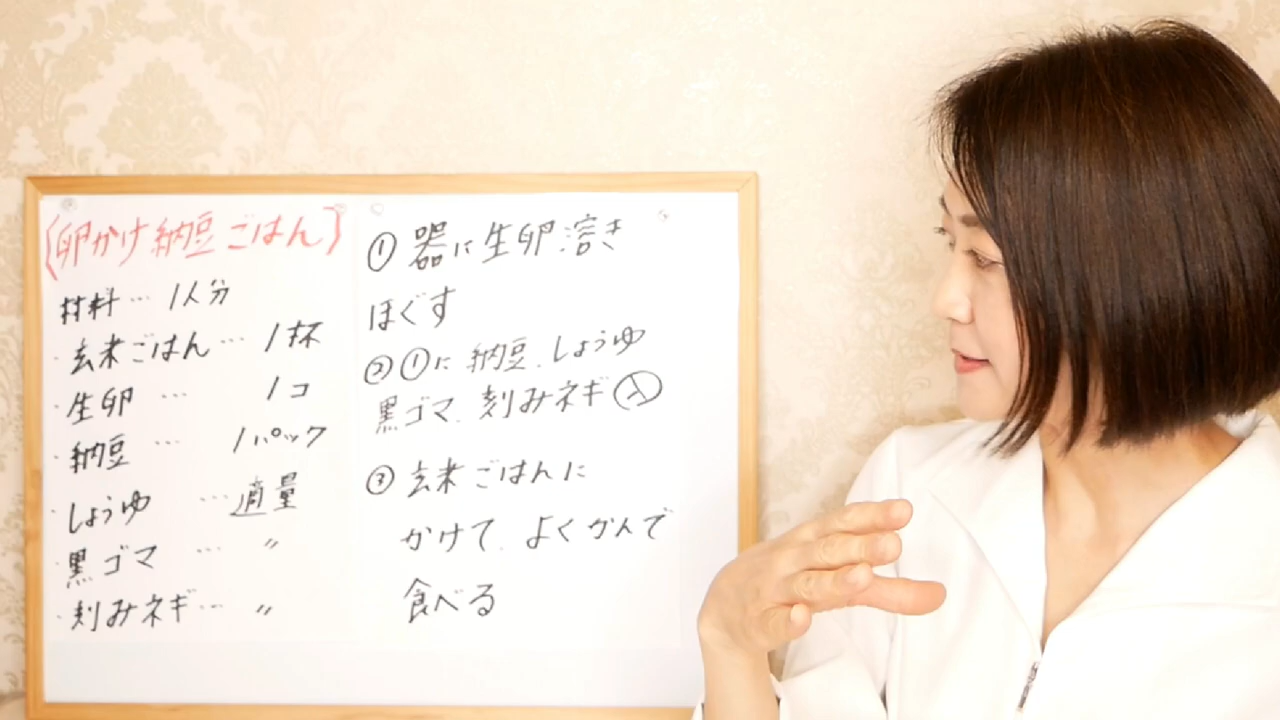 〈卵かけ納豆ごはん〉
材料… 1人分
・玄米ごはん… 1杯
・生卵 … 1コ
・納豆 … 1パック
・しょうゆ … 適量
・黒ゴマ … 〃
・刻みネギ… 〃
① 器に生卵溶き
ほぐす
②①に納豆、しょうゆ
黒ゴマ、刻みネギ入
③ 玄米ごはんに
かけて、よくかんで
食べる